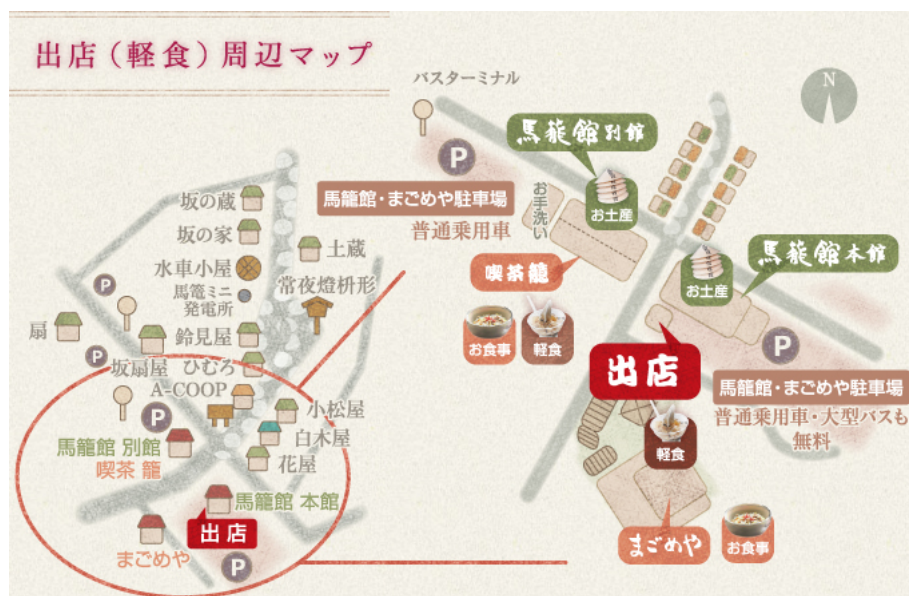 出店(軽食)周辺マップ
バスターミナル
N
P
馬籠館別館
馬籠館・まごめや駐車場
普通乗用車
お手洗い
お土産
喫茶籠
お食事
軽食
馬籠館本館
お土産
出店
P
馬籠館・まごめや駐車場
普通乗用車・大型バスも
無料
軽食
まごめや
お食事
坂の蔵
坂の家
土蔵
水車小屋
常夜燈枡形
馬篭ミニ
発電所
P
扇
鈴見屋
P
坂扇屋
ひむろ
A-COOP
P
小松屋
白木屋
花屋
馬籠館 別館
喫茶 籠
馬籠館 本館
出店
まごめや
P